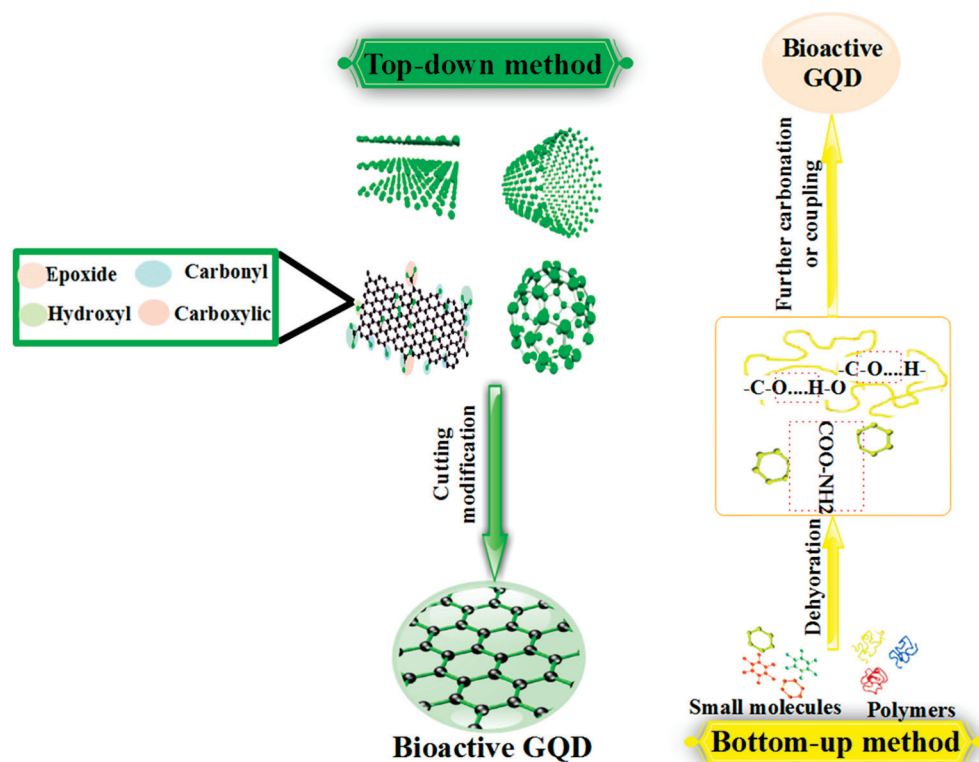 Top-down method
Epoxide
Carbonyl
Hydroxyl
Carboxylic
Cutting
modification
Bioactive GQD
Bioactive
GQD
Further carbonation
or coupling
-C-O....H-
-C-O....H-O
COO-NH2
Dehyoration
Small molecules
Polymers
Bottom-up method